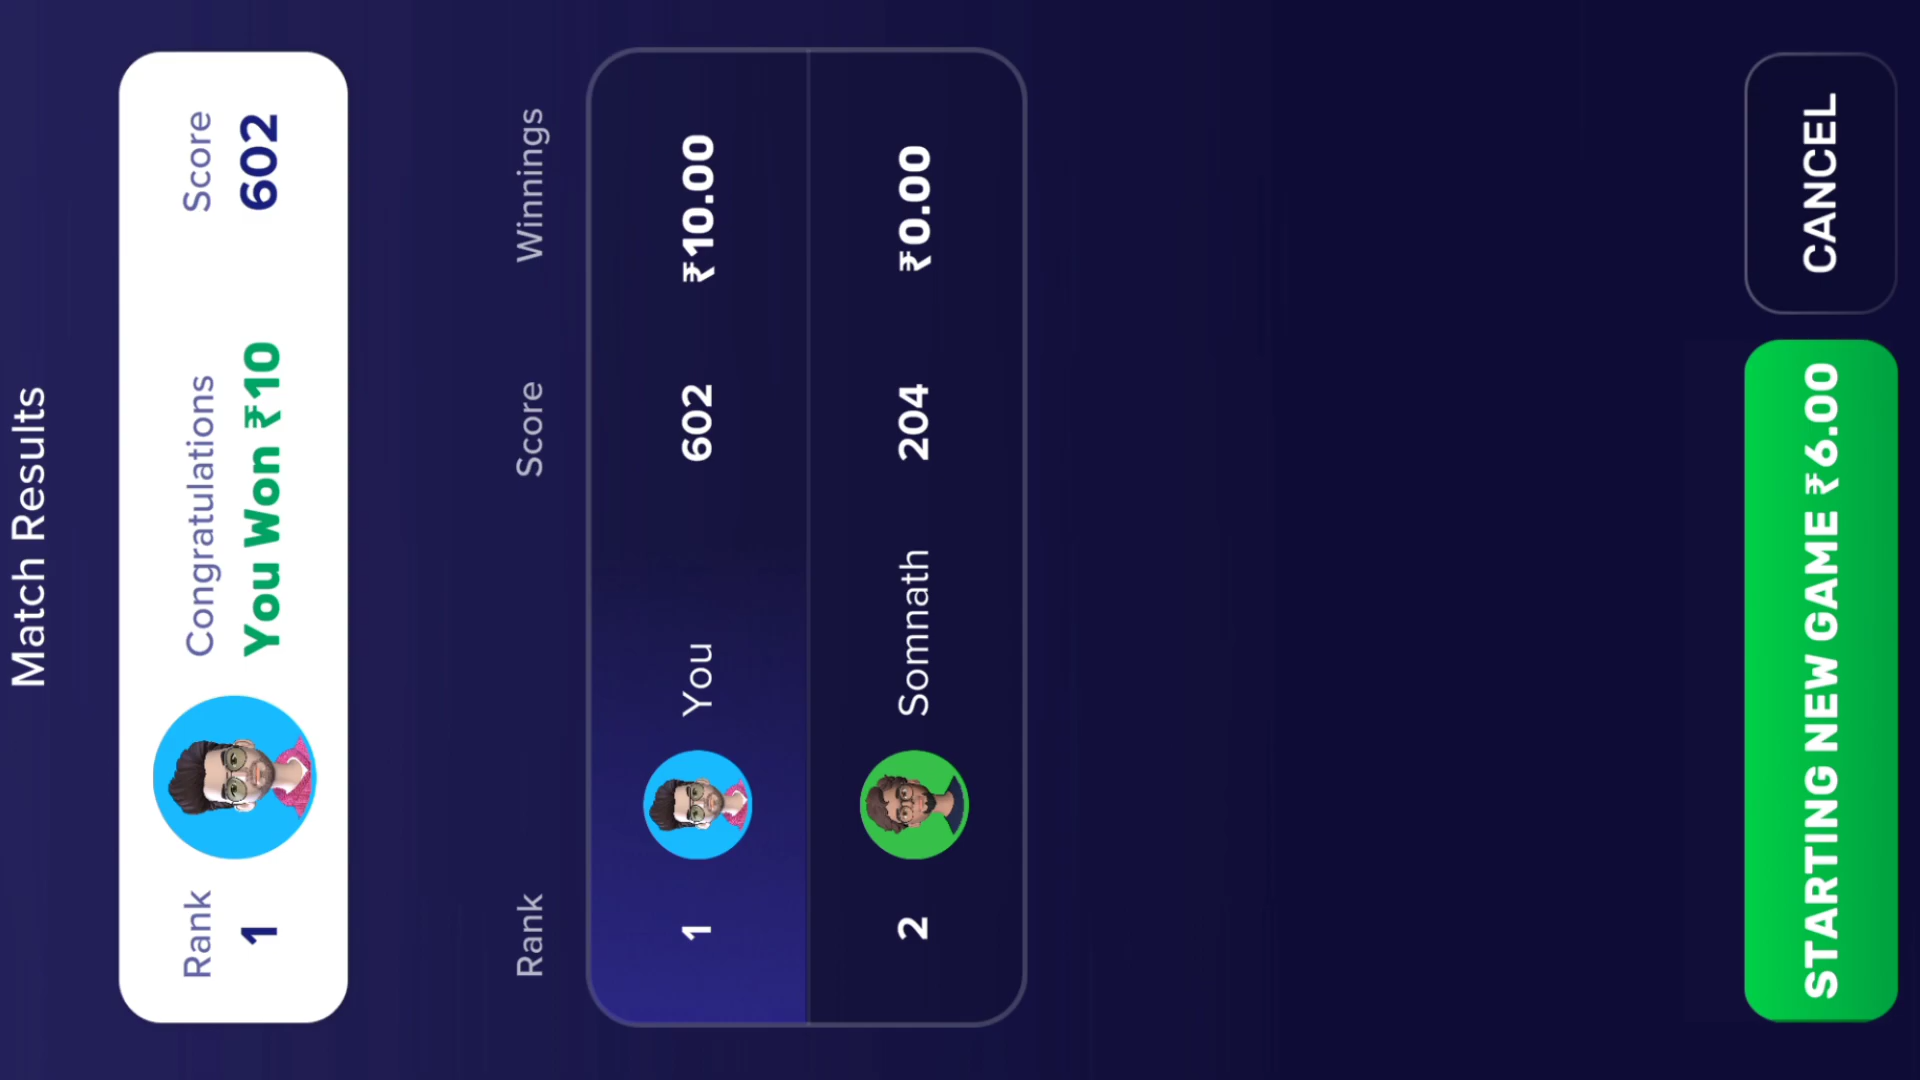 Match Results
Rank Congratulations Score
1 You Won ₹10 602
Rank Score Winnings
1 You 602 ₹10.00
2 Somnath 204 ₹0.00
STARTING NEW GAME ₹6.00 CANCEL